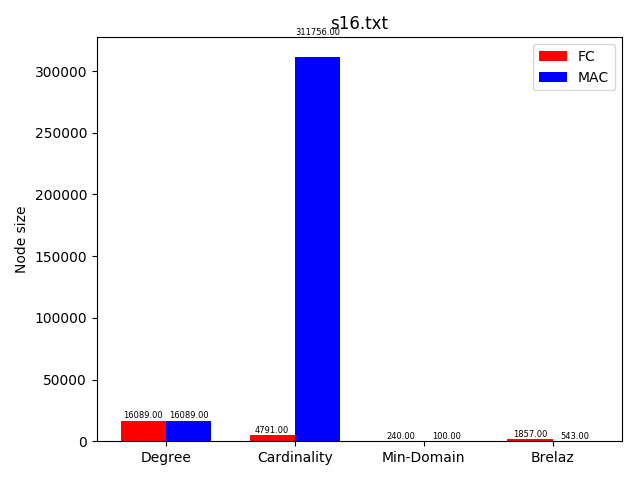 s16.txt
311756.00
FC
MAC
300000
250000
200000
150000
100000
50000
0
Node size
16089.00 16089.00
4791.00
240.00 100.00
1857.00 543.00
Degree Cardinality Min-Domain Brelaz